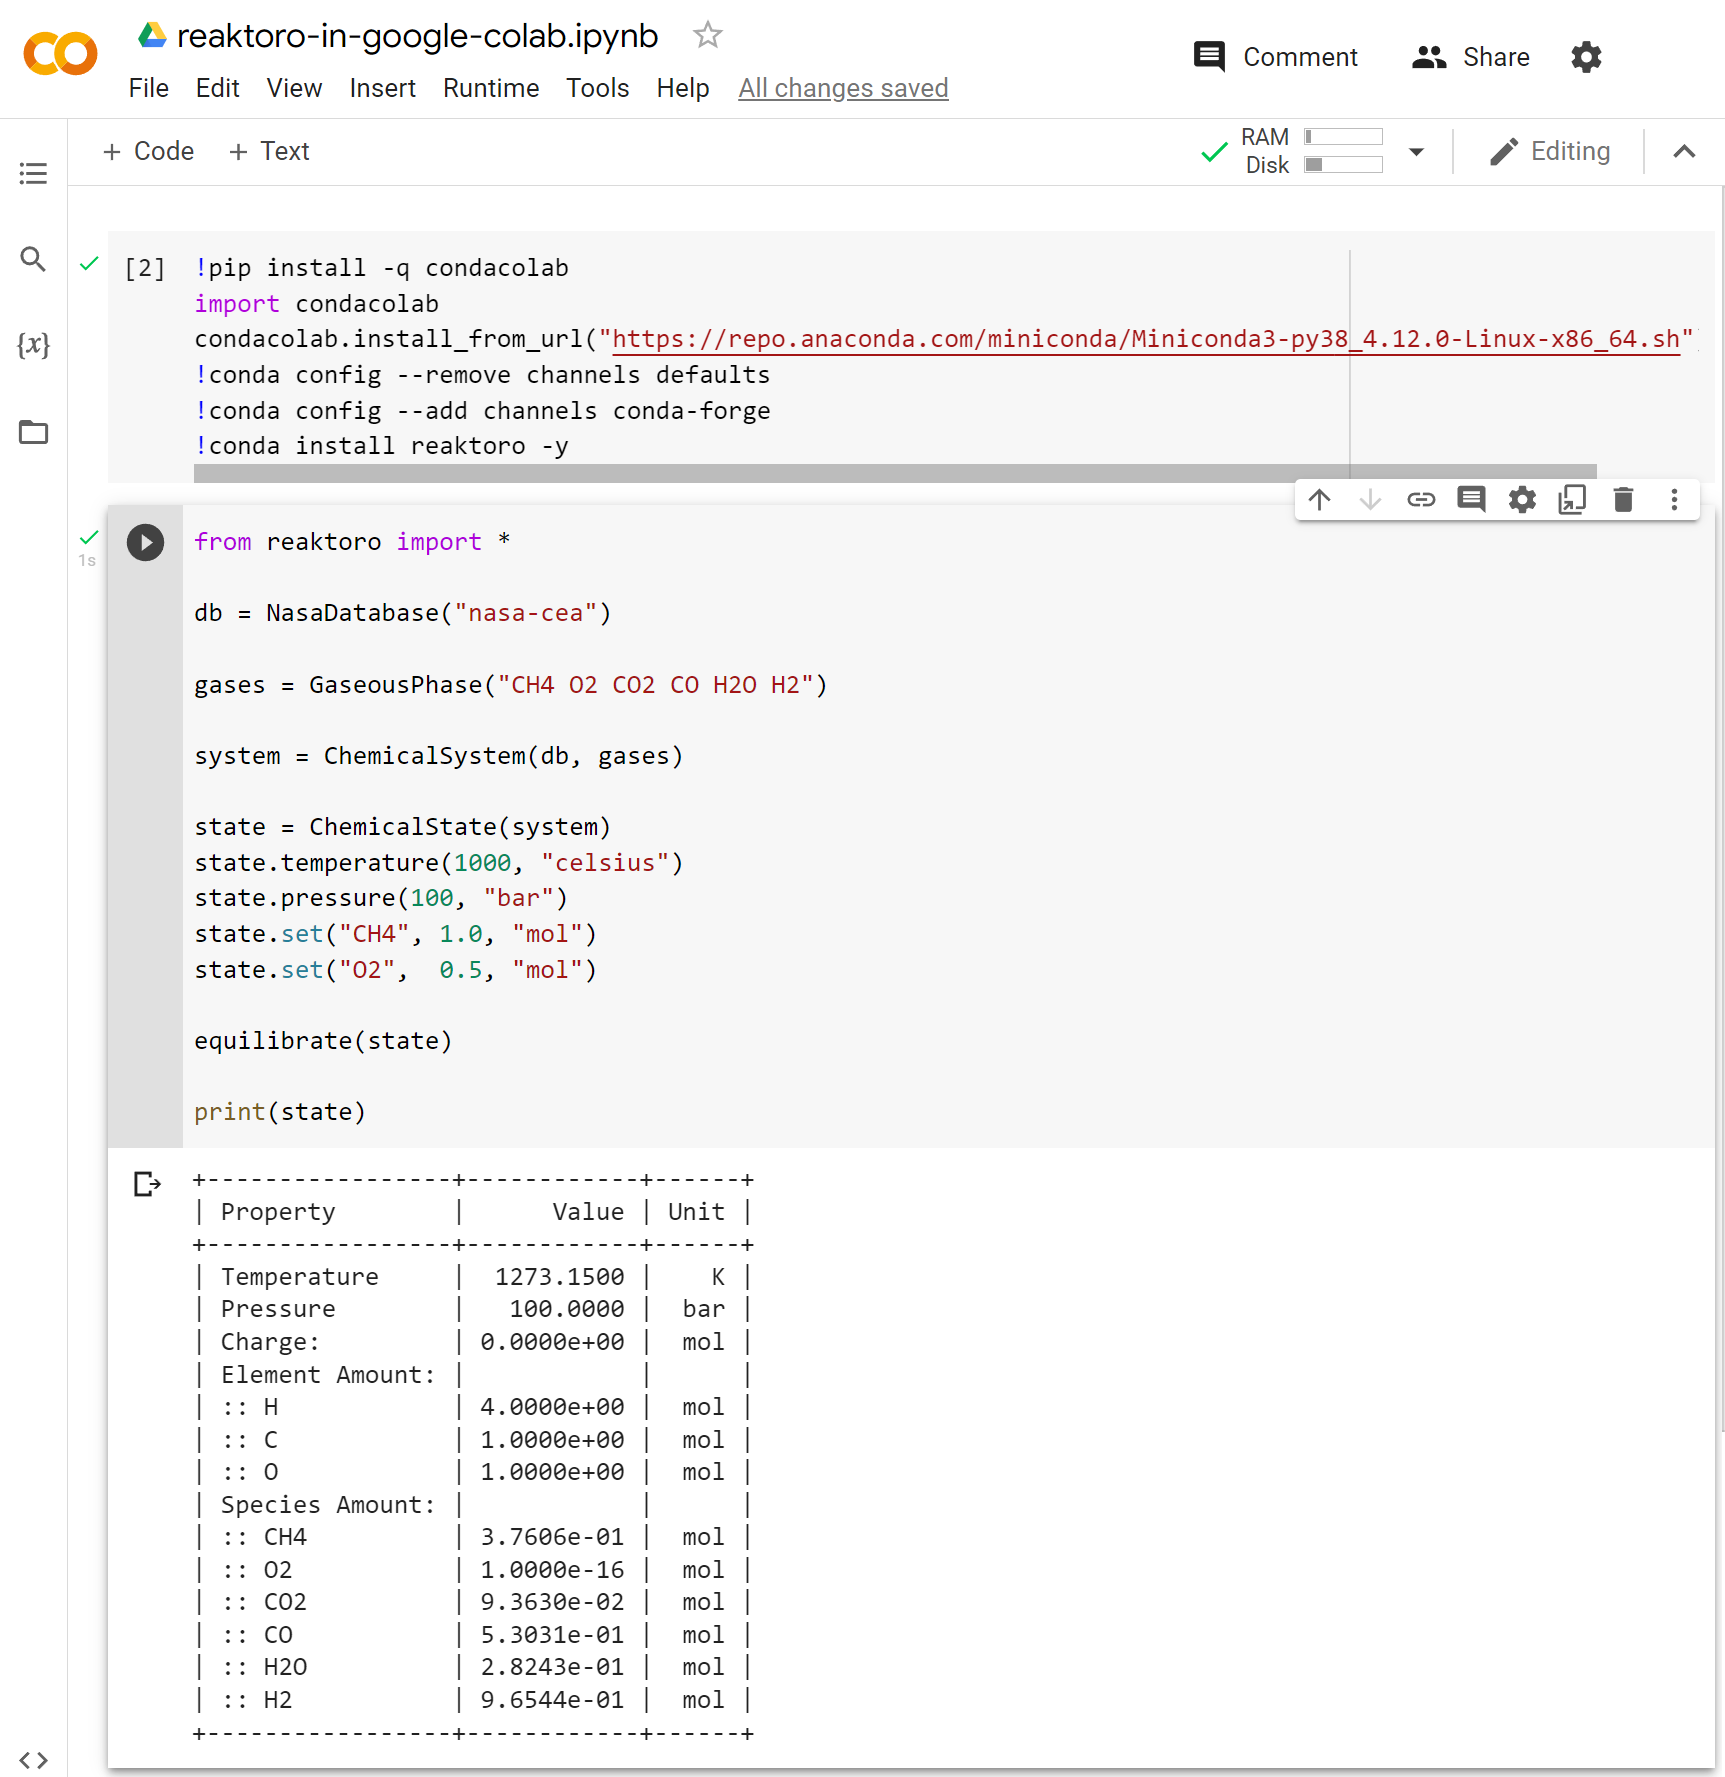 reaktoro-in-google-colab.ipynb
Comment
Share
File Edit View Insert Runtime Tools Help All changes saved
+ Code + Text
RAM
Disk
Editing
{x}
[2]
!pip install -q condacolab
import condacolab
condacolab.install_from_url("https://repo.anaconda.com/miniconda/Miniconda3-py38_4.12.0-Linux-x86_64.sh"
!conda config --remove channels defaults
!conda config --add channels conda-forge
!conda install reaktoro -y
1s
from reaktoro import *
db = NasaDatabase("nasa-cea")
gases = GaseousPhase("CH4 O2 CO2 CO H2O H2")
system = ChemicalSystem(db, gases)
state = ChemicalState(system)
state.temperature(1000, "celsius")
state.pressure(100, "bar")
state.set("CH4", 1.0, "mol")
state.set("O2",  0.5, "mol")
equilibrate(state)
print(state)
+-----------------+------------+------+
| Property        |      Value | Unit |
+-----------------+------------+------+
| Temperature     |  1273.1500 |    K |
| Pressure        |   100.0000 |  bar |
| Charge:         | 0.0000e+00 |  mol |
| Element Amount: |            |      |
| :: H            | 4.0000e+00 |  mol |
| :: C            | 1.0000e+00 |  mol |
| :: O            | 1.0000e+00 |  mol |
| Species Amount: |            |      |
| :: CH4          | 3.7606e-01 |  mol |
| :: O2           | 1.0000e-16 |  mol |
| :: CO2          | 9.3630e-02 |  mol |
| :: CO           | 5.3031e-01 |  mol |
| :: H2O          | 2.8243e-01 |  mol |
| :: H2           | 9.6544e-01 |  mol |
+-----------------+------------+------+